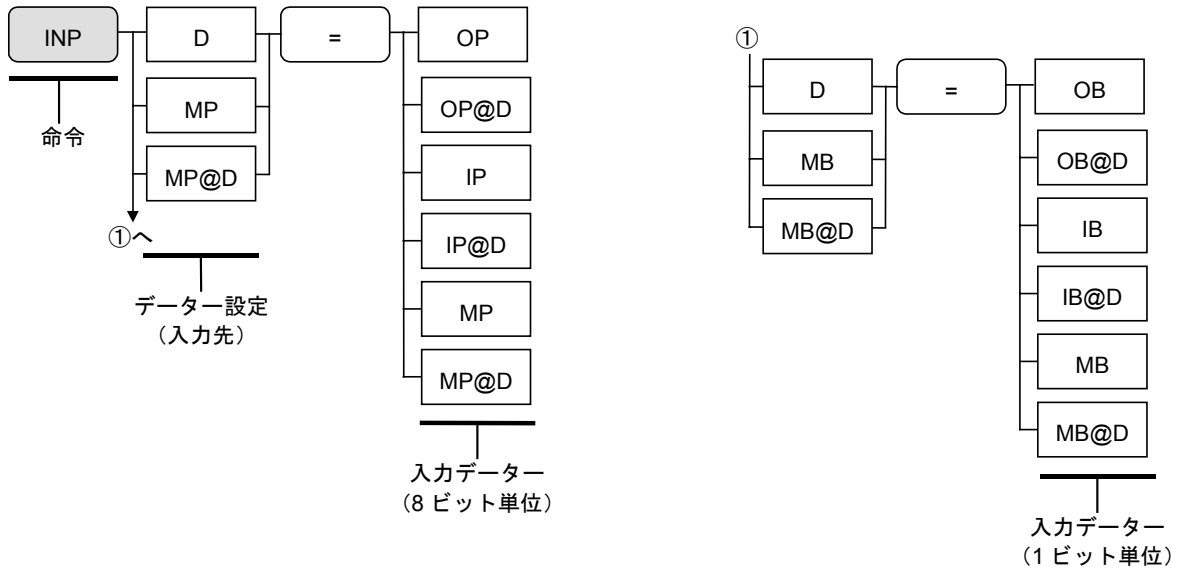 INP
D
=
OP
MP
OP@D
MP@D
IP
命令
①へ
IP@D
データー設定
(入力先)
MP
MP@D
入力データー
(8 ビット単位)
①
D
=
OB
MB
OB@D
MB@D
IB
IB@D
MB
MB@D
入力データー
(1 ビット単位)